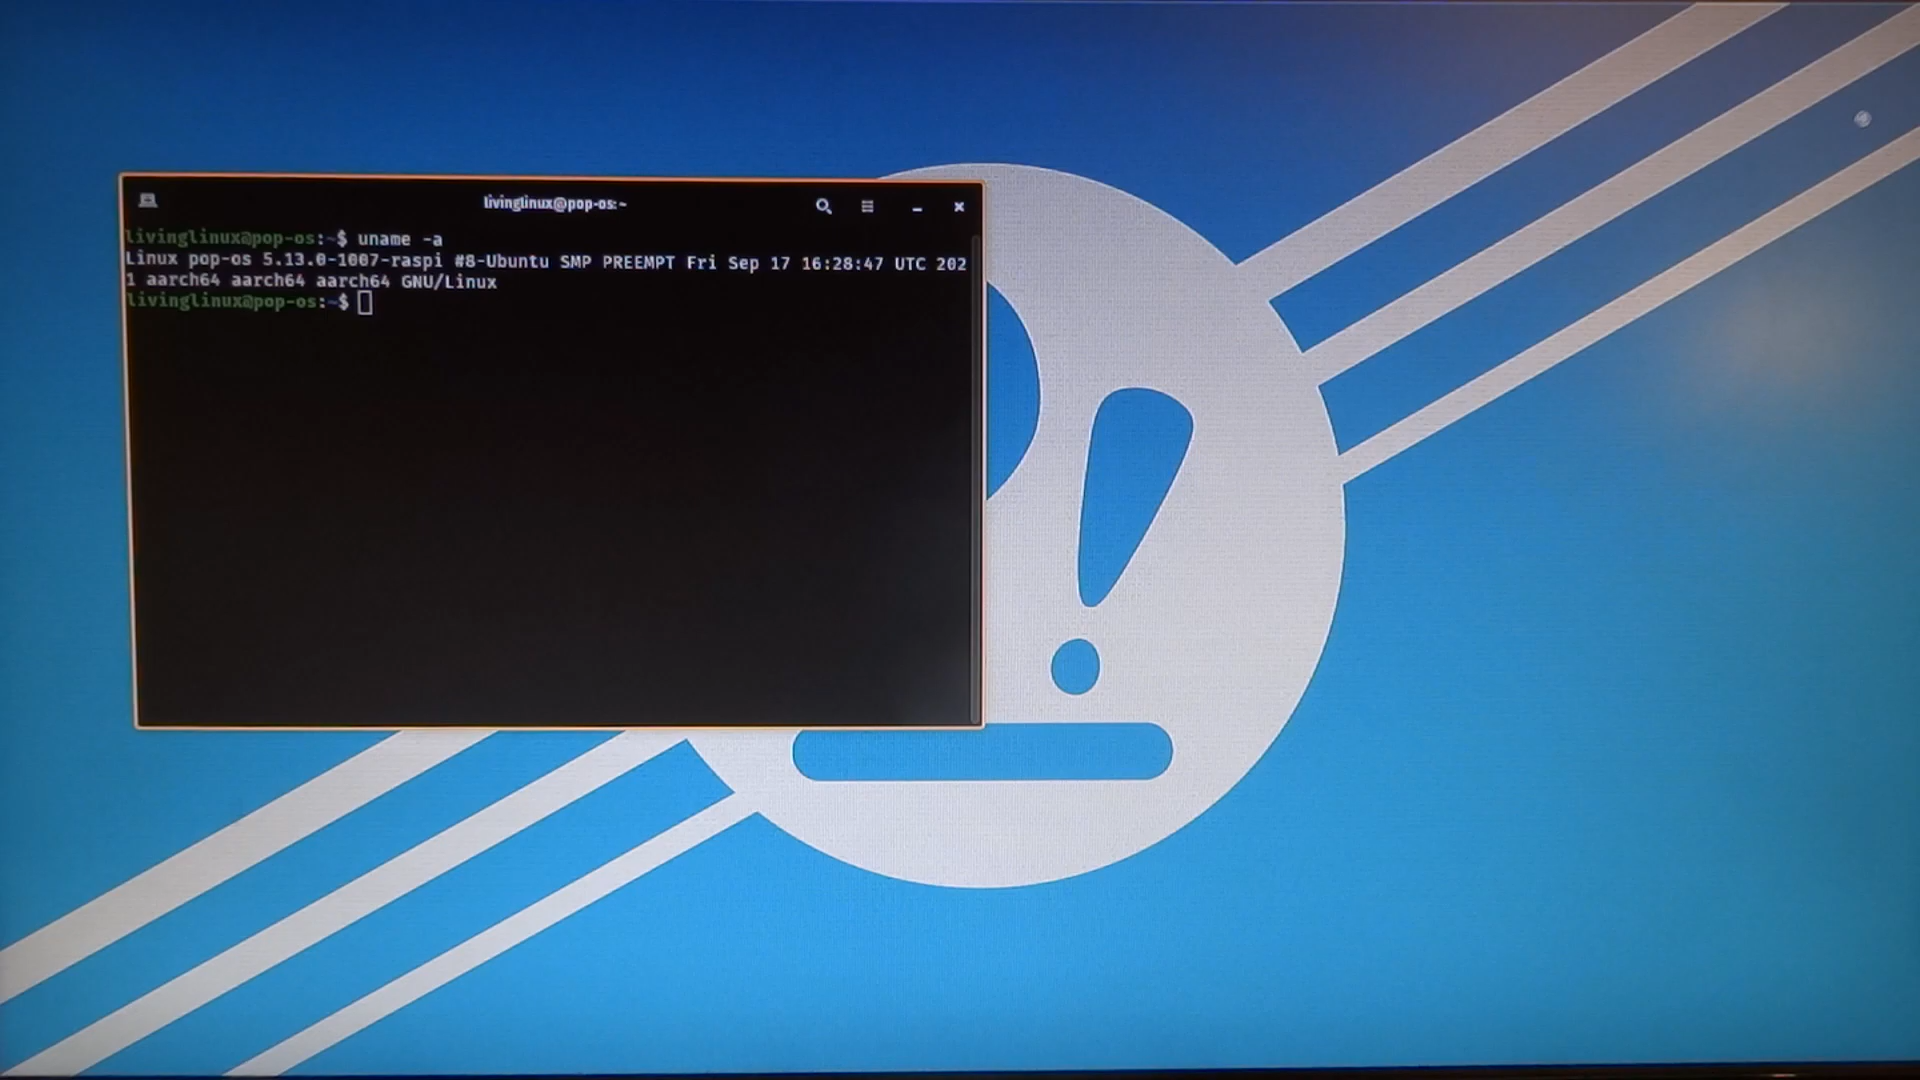 livinglinux@pop-os:~
livinglinux@pop-os:~$ uname -a
Linux pop-os 5.13.0-1007-raspi #8-Ubuntu SMP PREEMPT Fri Sep 17 16:28:47 UTC 202
1 aarch64 aarch64 aarch64 GNU/Linux
livinglinux@pop-os:~$